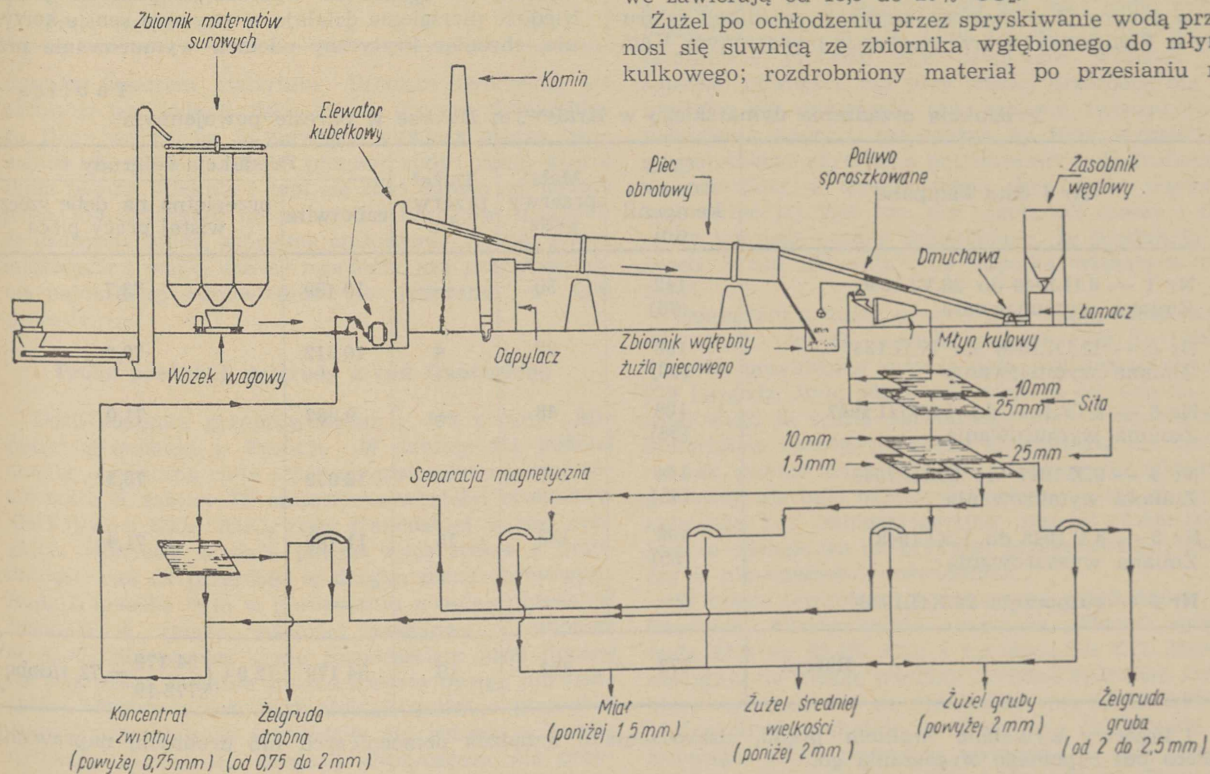 Żużel po ochłodzeniu przez spryskiwanie wodą prz
nosi się suwnicą ze zbiornika wgłębionego do młyn
kulkowego; rozdrobniony materiał po przesianiu
Zbiornik materiałów
surowych
Komin
Elewator
kubełkowy
Piec
obrotowy
Paliwo
sproszkowane
Zasobnik
węglowy
Dmuchawa
Łamacz
Wózek wagowy
Odpylacz
Zbiornik wgłębny
żużla piecowego
Młyn kulowy
10mm
25mm
Sita
10mm
25mm
1,5mm
Separacja magnetyczna
Koncentrat
zwrotny
(powyżej 0,75mm)
Żelgruda
drobna
(od 0,75 do 2mm)
Miał
(poniżej 1 5mm)
Żużel średniej
wielkości
(poniżej 2mm)
Żużel gruby
(powyżej 2mm)
Żelgruda
gruba
(od 2 do 2,5mm)